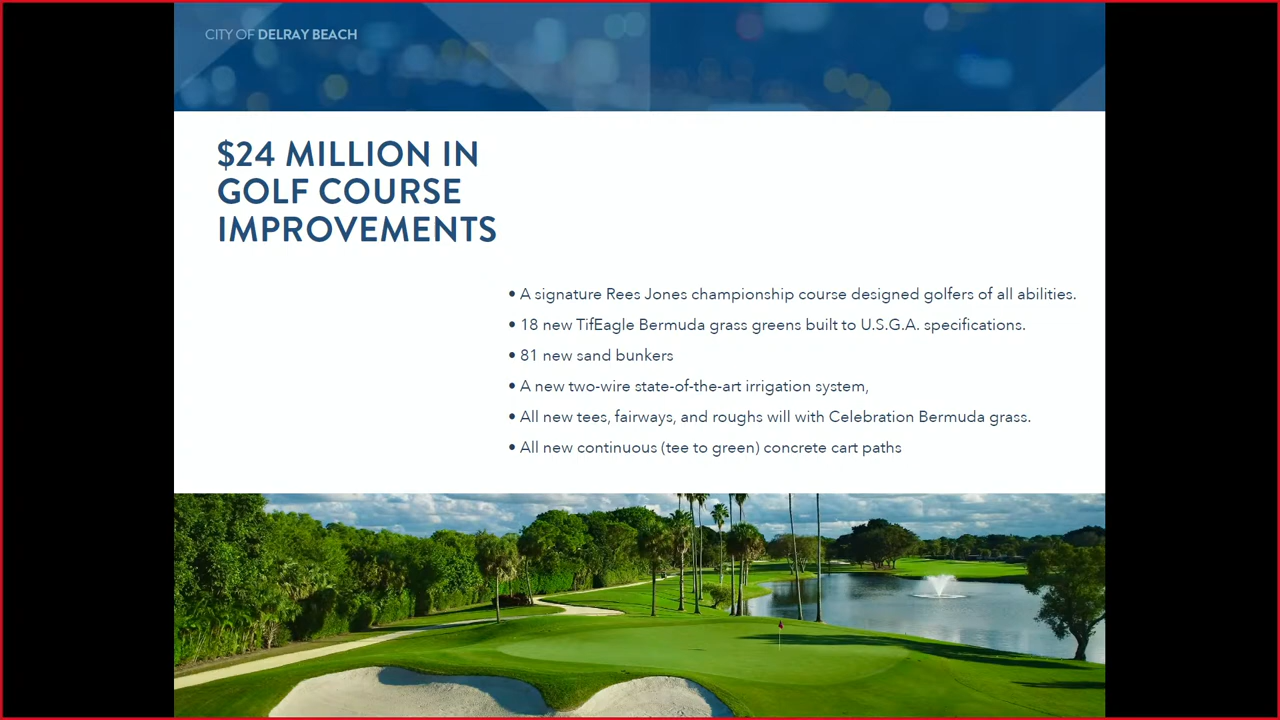 CITY OF DELRAY BEACH
$24 MILLION IN
GOLF COURSE
IMPROVEMENTS
• A signature Rees Jones championship course designed golfers of all abilities.
• 18 new TifEagle Bermuda grass greens built to U.S.G.A. specifications.
• 81 new sand bunkers
• A new two-wire state-of-the-art irrigation system,
• All new tees, fairways, and roughs will with Celebration Bermuda grass.
• All new continuous (tee to green) concrete cart paths